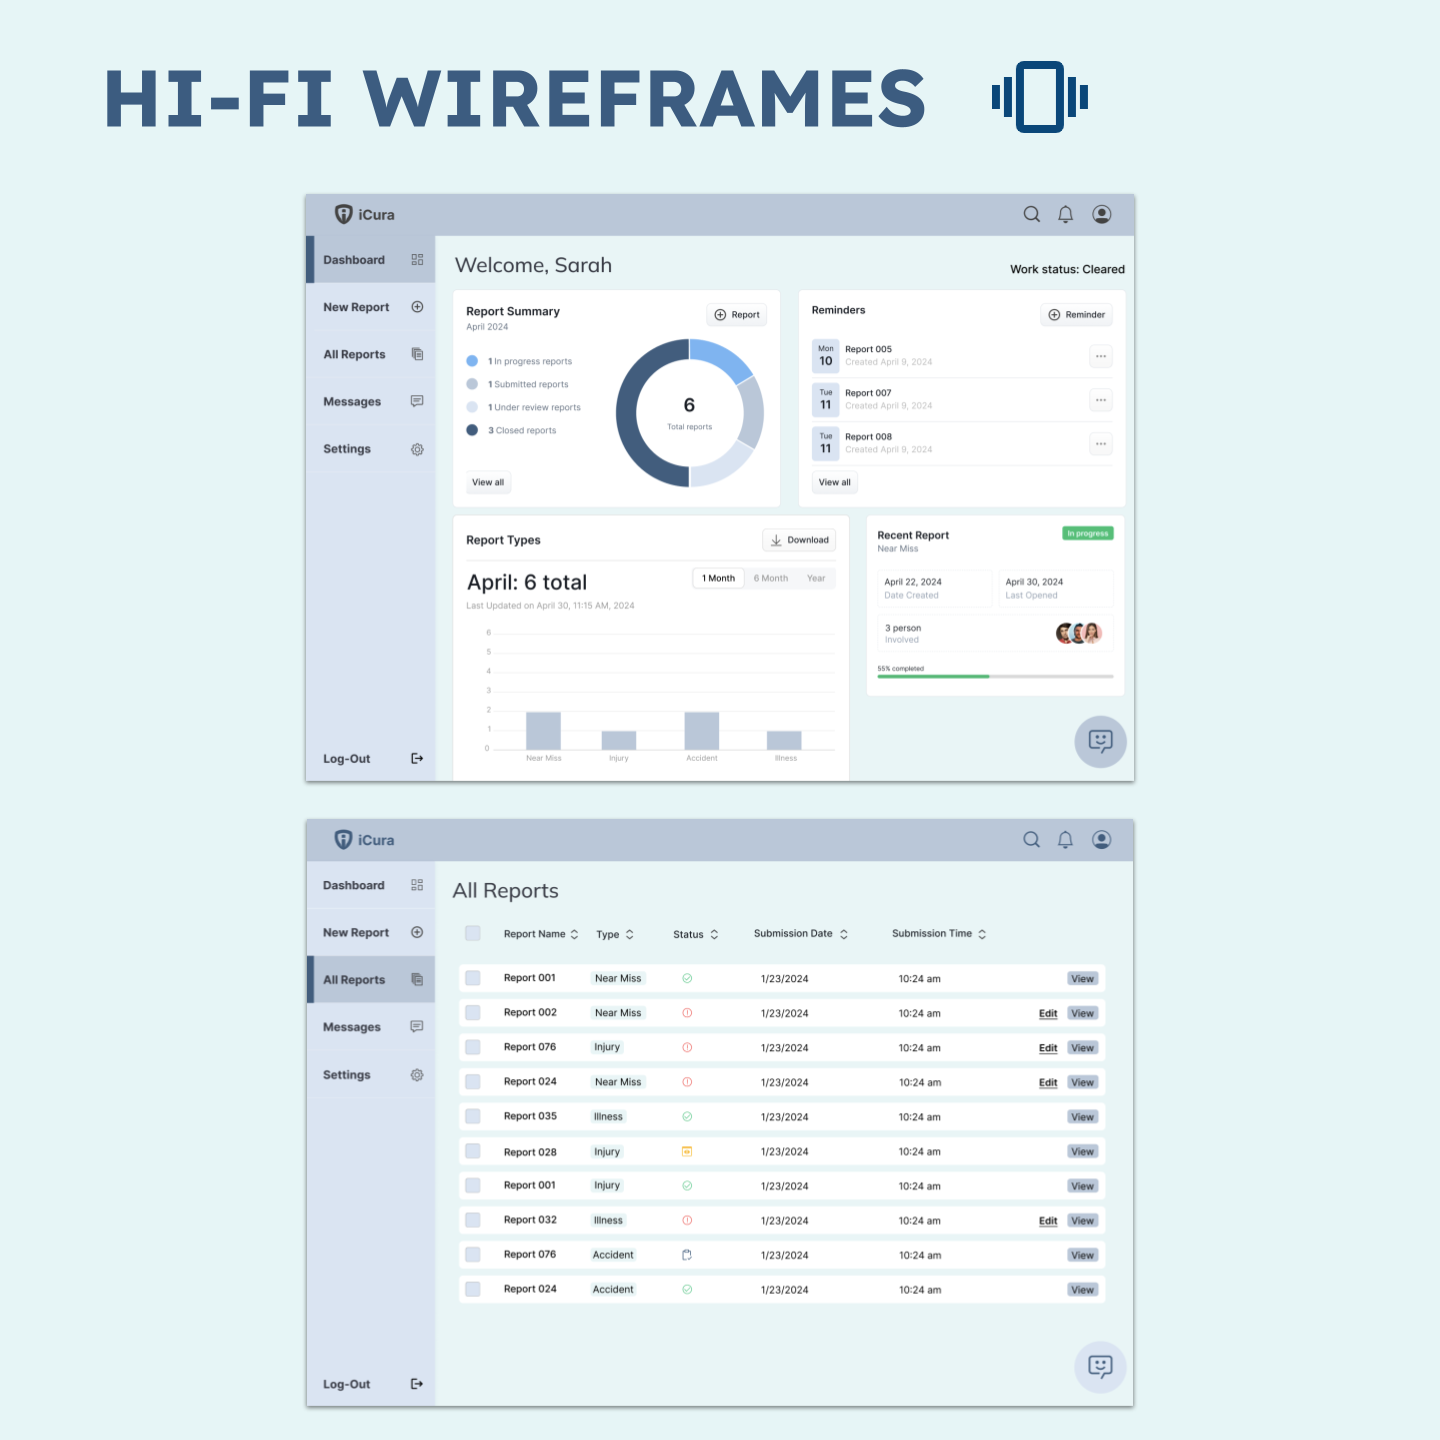 HI-FI WIREFRAMES
iCura
Dashboard
New Report
All Reports
Messages
Settings
Log-Out
Welcome, Sarah
Work status: Cleared
Report Summary
April 2024
Report
1 In progress reports
1 Submitted reports
1 Under review reports
3 Closed reports
6
Total reports
View all
Reminders
Reminder
Mon
10
Report 005
Created April 9, 2024
Tue
11
Report 007
Created April 9, 2024
Tue
11
Report 008
Created April 9, 2024
View all
Report Types
Download
April: 6 total
1 Month 6 Month Year
Last Updated on April 30, 11:15 AM, 2024
6
5
4
3
2
1
0
Near Miss Injury Accident Illness
Recent Report
Near Miss
In progress
April 22, 2024
Date Created
April 30, 2024
Last Opened
3 person
Involved
55% completed
iCura
Dashboard
New Report
All Reports
Messages
Settings
Log-Out
All Reports
Report Name Type Status Submission Date Submission Time
Report 001 Near Miss 1/23/2024 10:24 am View
Report 002 Near Miss 1/23/2024 10:24 am Edit View
Report 076 Injury 1/23/2024 10:24 am Edit View
Report 024 Near Miss 1/23/2024 10:24 am Edit View
Report 035 Illness 1/23/2024 10:24 am View
Report 028 Injury 1/23/2024 10:24 am View
Report 001 Injury 1/23/2024 10:24 am View
Report 032 Illness 1/23/2024 10:24 am Edit View
Report 076 Accident 1/23/2024 10:24 am View
Report 024 Accident 1/23/2024 10:24 am View